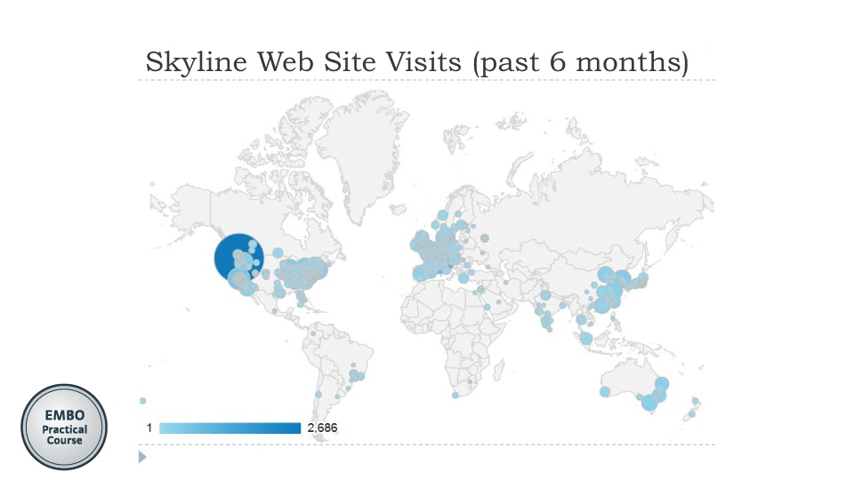 Skyline Web Site Visits (past 6 months)
1 2,686
EMBO
Practical
Course